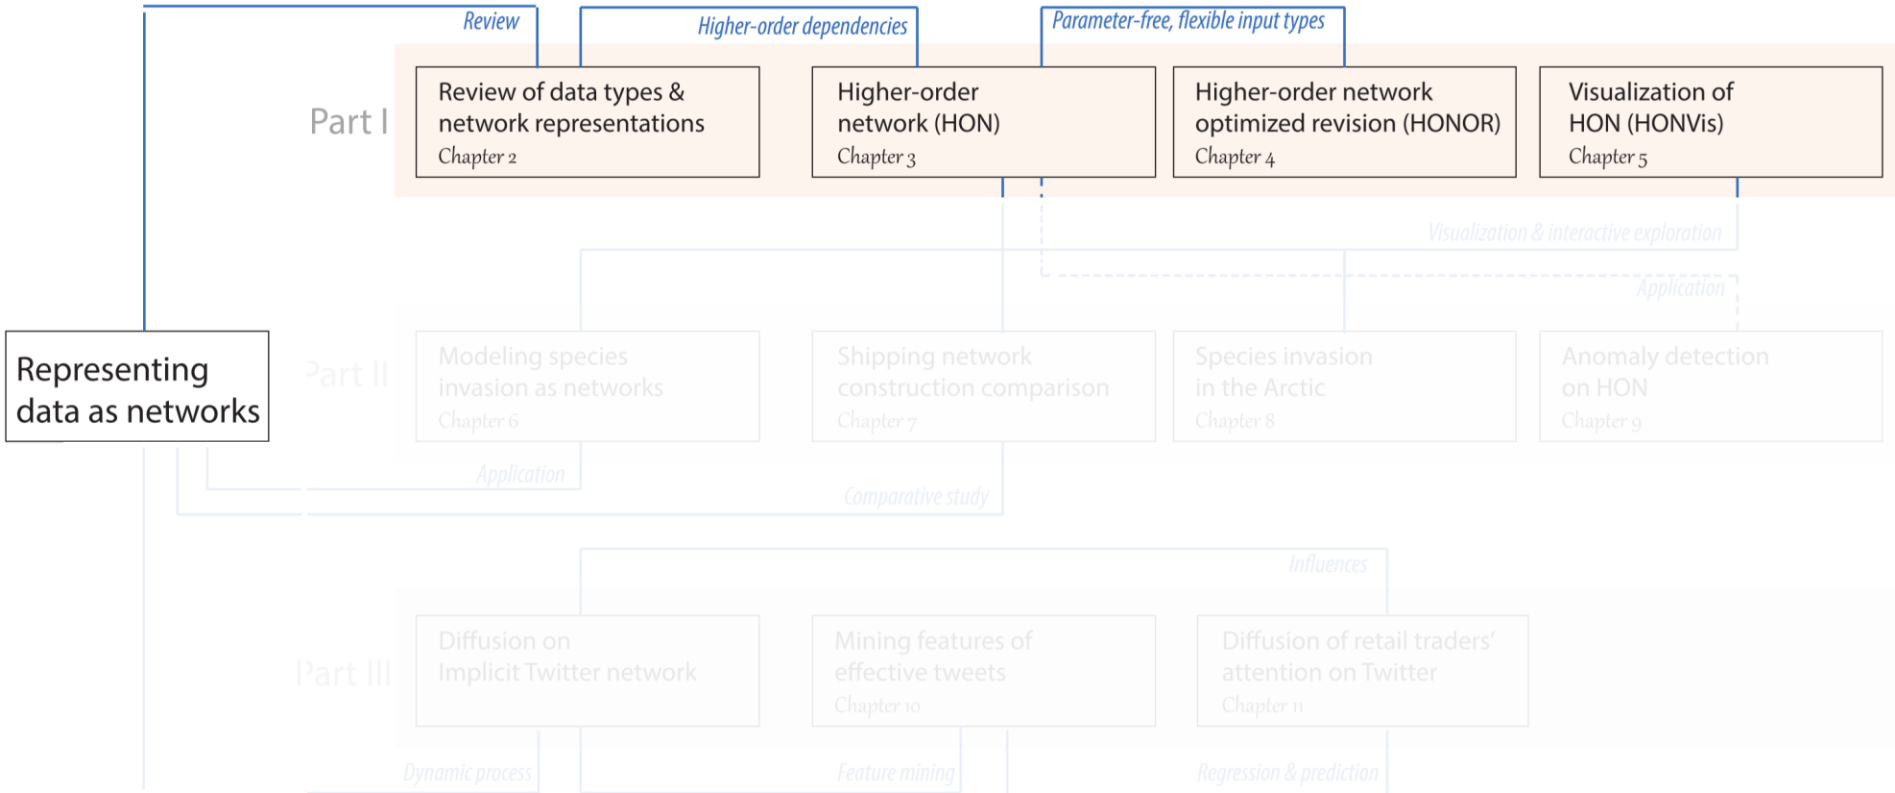 Review
Higher-order dependencies
Parameter-free, flexible input types
Part I
Review of data types &
network representations
Chapter 2
Higher-order
network (HON)
Chapter 3
Higher-order network
optimized revision (HONOR)
Chapter 4
Visualization of
HON (HONVis)
Chapter 5
Visualization & interactive exploration
Application
Representing
data as networks
Part II
Modeling species
invasion as networks
Chapter 6
Shipping network
construction comparison
Chapter 7
Species invasion
in the Arctic
Chapter 8
Anomaly detection
on HON
Chapter 9
Application
Comparative study
Influences
Part III
Diffusion on
Implicit Twitter network
Mining features of
effective tweets
Chapter 10
Diffusion of retail traders'
attention on Twitter
Chapter 11
Dynamic process
Feature mining
Regression & prediction